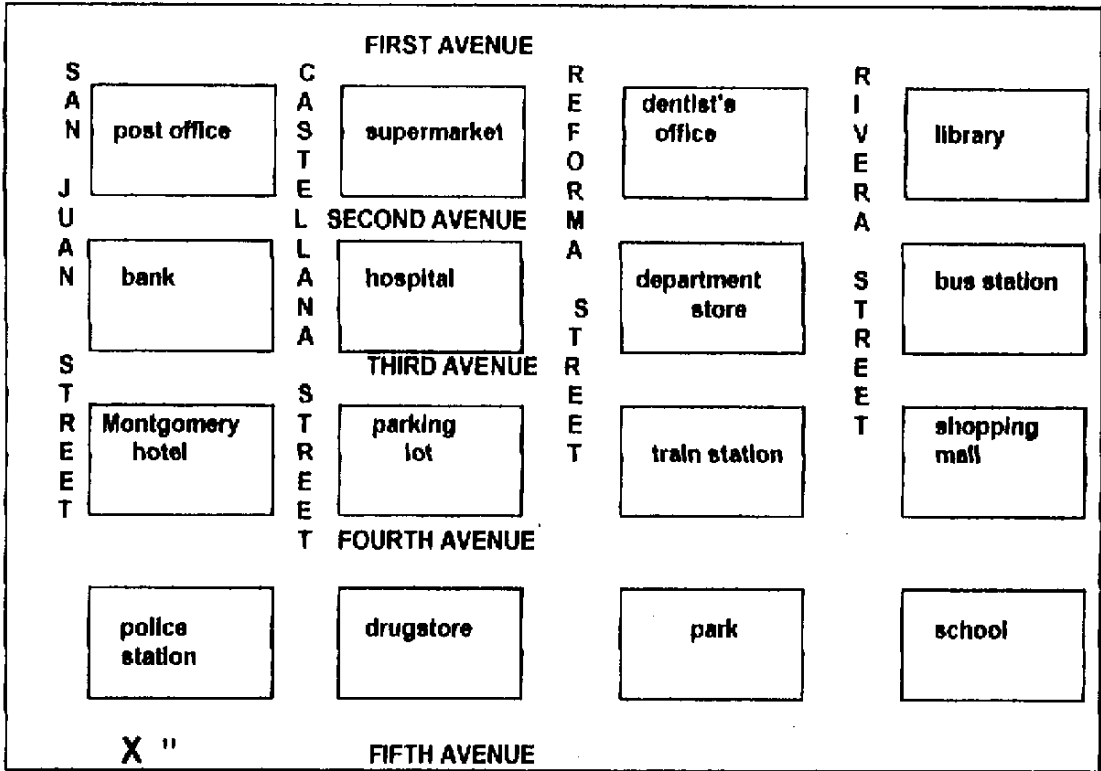 FIRST AVENUE
SAN JUAN STREET
CASTELLANA STREET
REFORMA STREET
RIVERA STREET
post office
supermarket
dentist's
office
library
SECOND AVENUE
bank
hospital
department
store
bus station
THIRD AVENUE
Montgomery
hotel
parking
lot
train station
shopping
mall
FOURTH AVENUE
police
station
drugstore
park
school
X "
FIFTH AVENUE